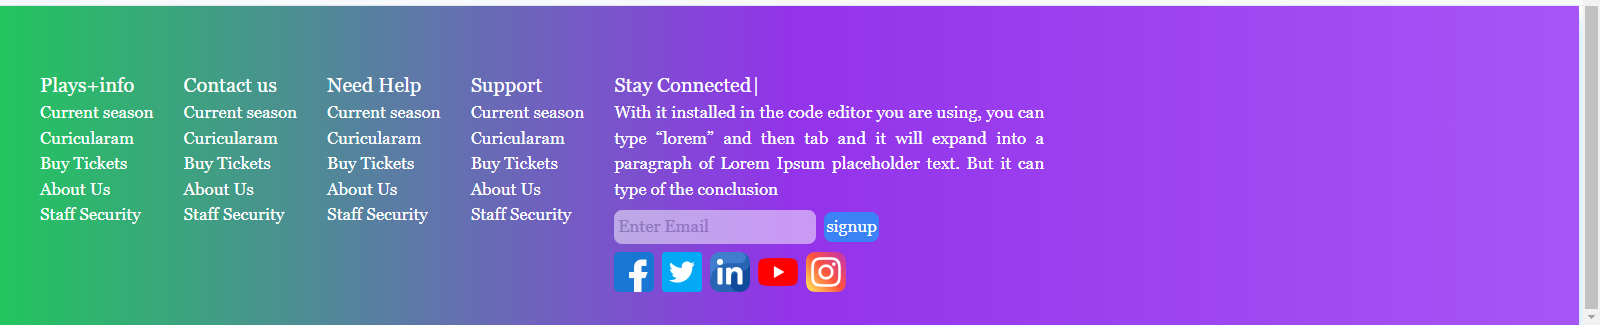 Plays+info
Current season
Curicularam
Buy Tickets
About Us
Staff Security
Contact us
Current season
Curicularam
Buy Tickets
About Us
Staff Security
Need Help
Current season
Curicularam
Buy Tickets
About Us
Staff Security
Support
Current season
Curicularam
Buy Tickets
About Us
Staff Security
Stay Connected|
With it installed in the code editor you are using, you can
type “lorem” and then tab and it will expand into a
paragraph of Lorem Ipsum placeholder text. But it can
type of the conclusion
Enter Email
signup